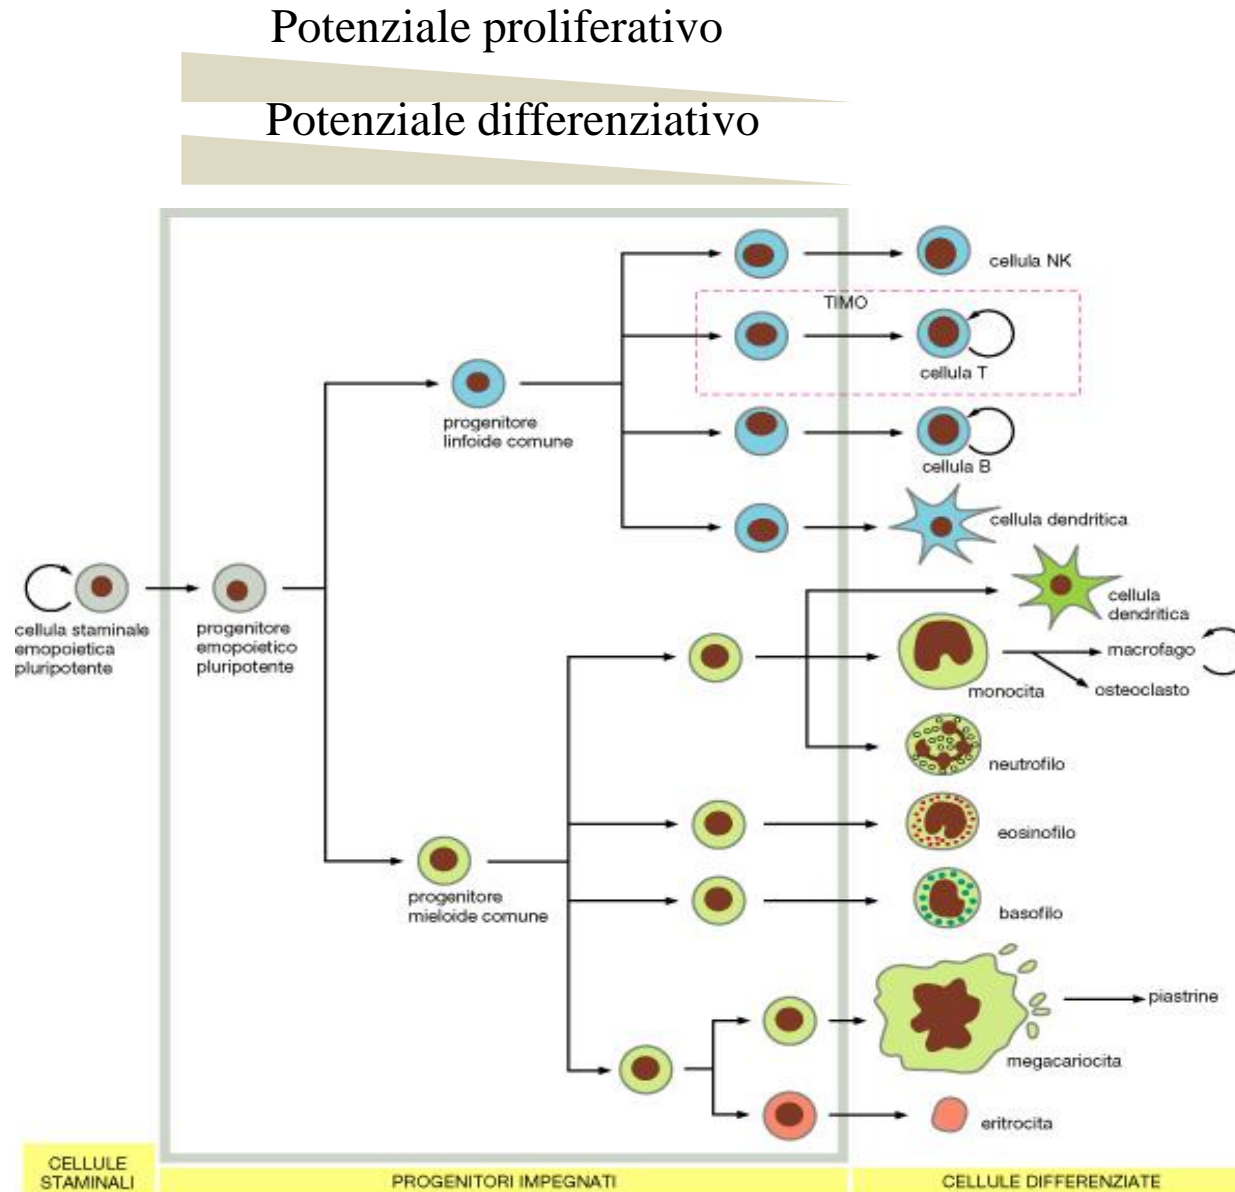 Potenziale proliferativo
Potenziale differenziativo
cellula NK
TIMO
cellula T
progenitore
linfoide comune
cellula B
cellula dendritica
cellula staminale
emopoietica
pluripotente
progenitore
emopoietico
pluripotente
cellula
dendritica
macrofago
monocita
osteoclasto
neutrofilo
eosinofilo
progenitore
mieloide comune
basofilo
piastrine
megacariocita
eritrocita
CELLULE
STAMINALI
PROGENITORI IMPEGNATI
CELLULE DIFFERENZIATE